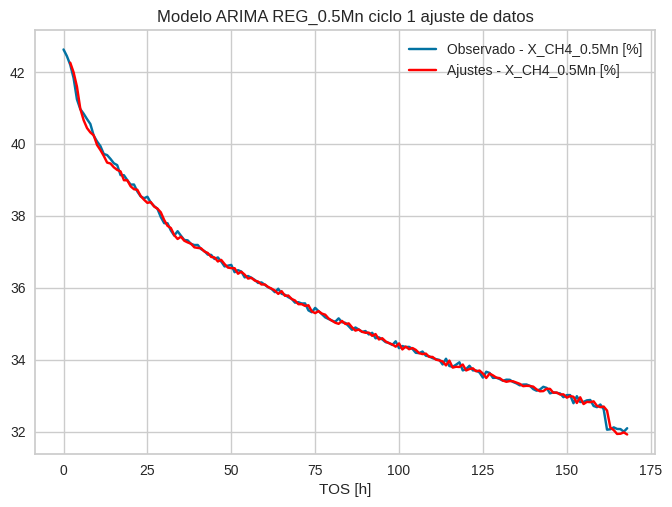 Modelo ARIMA REG_0.5Mn ciclo 1 ajuste de datos
Observado - X_CH4_0.5Mn [%]
Ajustes - X_CH4_0.5Mn [%]
42
40
38
36
34
32
0 25 50 75 100 125 150 175
TOS [h]